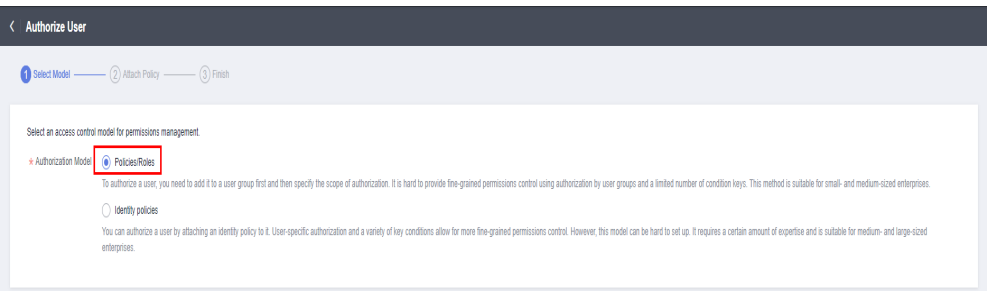 Authorize User
1 Select Model 2 Attach Policy 3 Finish
Select an access control model for permissions management.
* Authorization Model Policies/Roles
To authorize a user, you need to add it to a user group first and then specify the scope of authorization. It is hard to provide fine-grained permissions control using authorization by user groups and a limited number of condition keys. This method is suitable for small- and medium-sized enterprises.
Identity policies
You can authorize a user by attaching an identity policy to it. User-specific authorization and a variety of key conditions allow for more fine-grained permissions control. However, this model can be hard to set up. It requires a certain amount of expertise and is suitable for medium- and large-sized
enterprises.